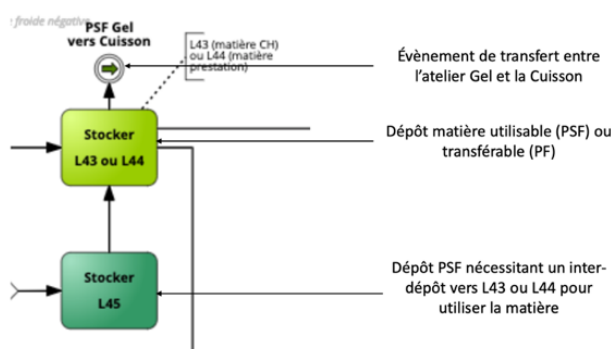 froide négative
PSF Gel
vers Cuisson
L43 (matière CH)
ou L44 (matière
prestation)
Évènement de transfert entre
l'atelier Gel et la Cuisson
Stocker
L43 ou L44
Dépôt matière utilisable (PSF) ou
transférable (PF)
Stocker
L45
Dépôt PSF nécessitant un inter-
dépôt vers L43 ou L44 pour
utiliser la matière